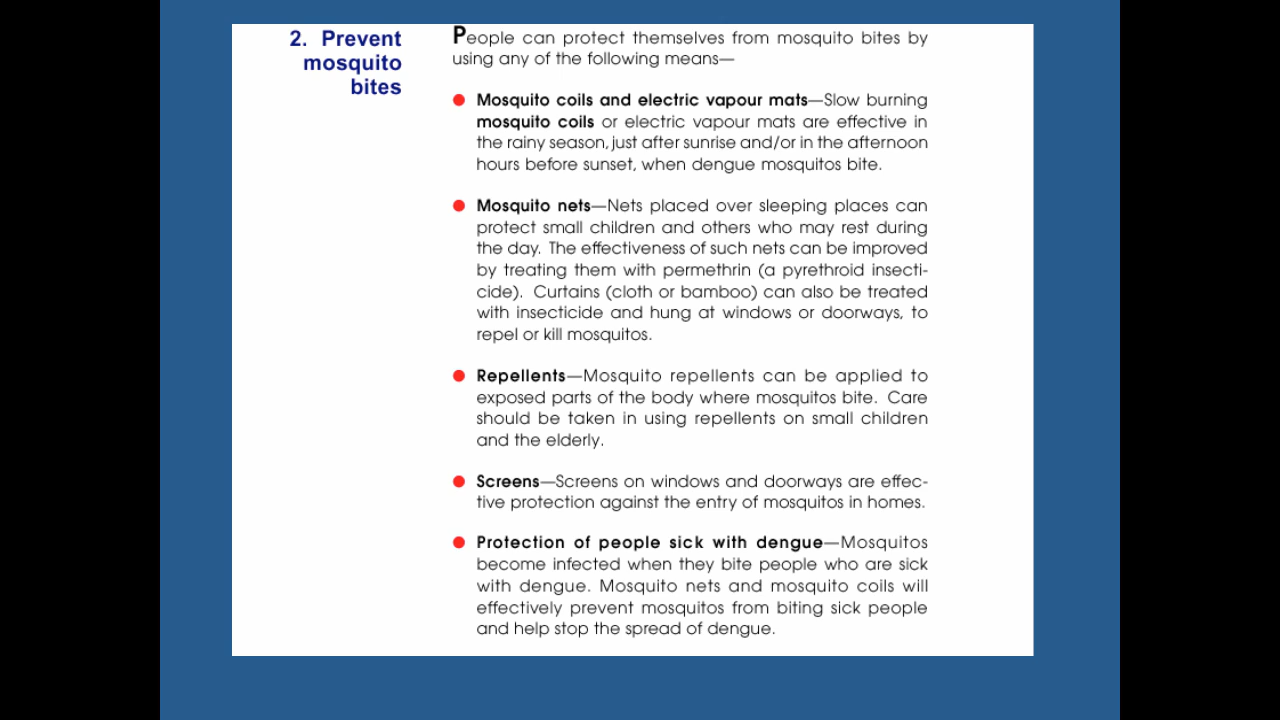 2. Prevent
mosquito
bites
People can protect themselves from mosquito bites by
using any of the following means—
Mosquito coils and electric vapour mats—Slow burning
mosquito coils or electric vapour mats are effective in
the rainy season, just after sunrise and/or in the afternoon
hours before sunset, when dengue mosquitos bite.
Mosquito nets—Nets placed over sleeping places can
protect small children and others who may rest during
the day. The effectiveness of such nets can be improved
by treating them with permethrin (a pyrethroid insecti-
cide). Curtains (cloth or bamboo) can also be treated
with insecticide and hung at windows or doorways, to
repel or kill mosquitos.
Repellents—Mosquito repellents can be applied to
exposed parts of the body where mosquitos bite. Care
should be taken in using repellents on small children
and the elderly.
Screens—Screens on windows and doorways are effec-
tive protection against the entry of mosquitos in homes.
Protection of people sick with dengue—Mosquitos
become infected when they bite people who are sick
with dengue. Mosquito nets and mosquito coils will
effectively prevent mosquitos from biting sick people
and help stop the spread of dengue.